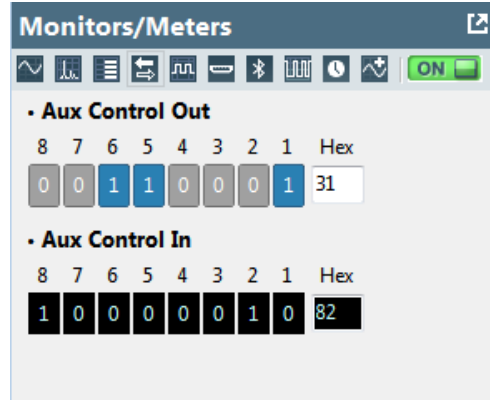 Monitors/Meters
ON
• Aux Control Out
8 7 6 5 4 3 2 1 Hex
0 0 1 1 0 0 0 1 31
• Aux Control In
8 7 6 5 4 3 2 1 Hex
1 0 0 0 0 0 1 0 82